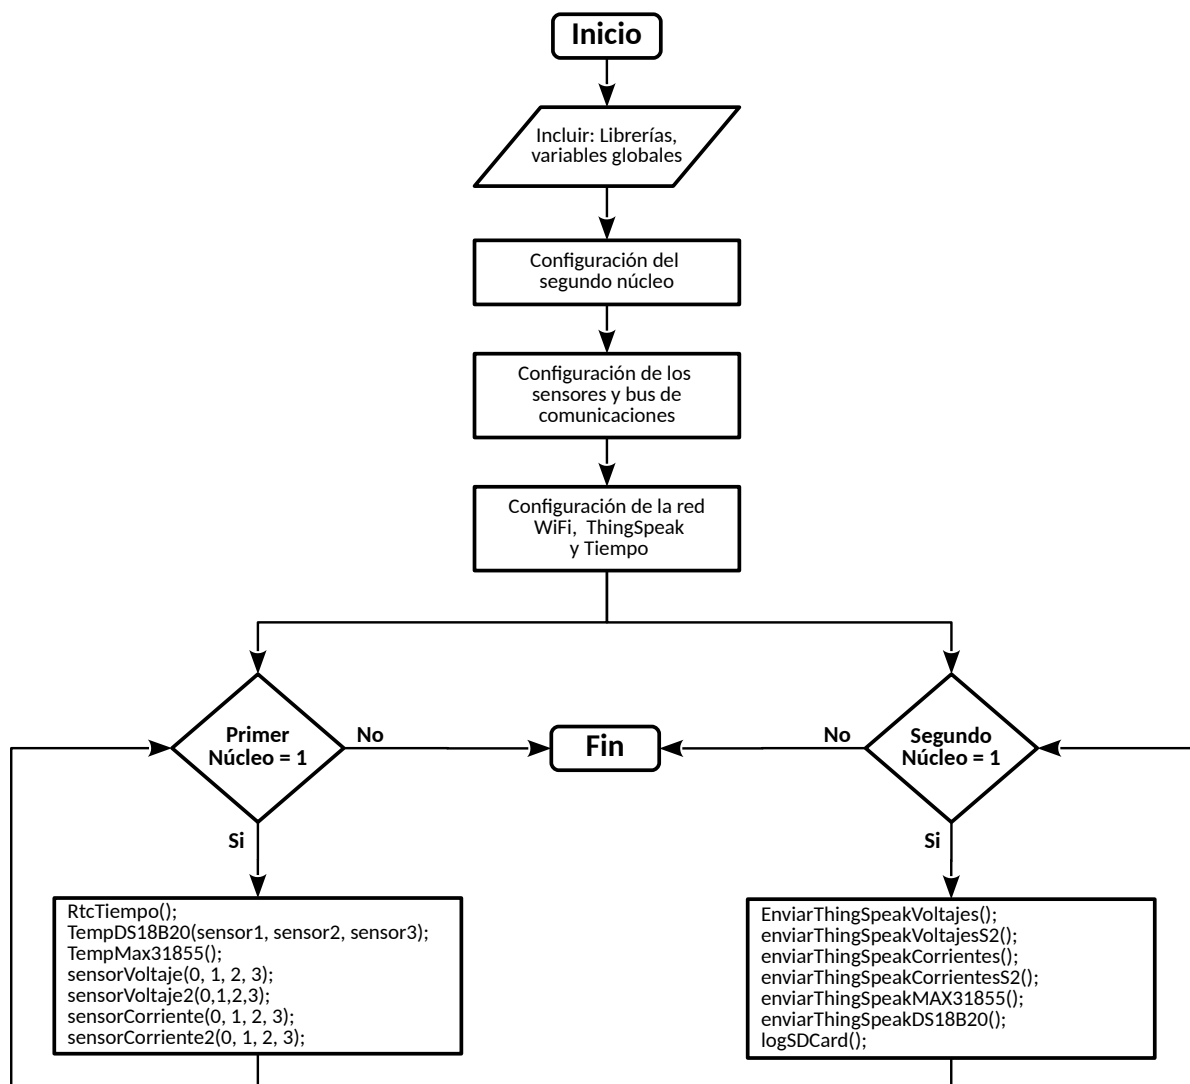 Inicio
Incluir: Librerías,
variables globales
Configuración del
segundo núcleo
Configuración de los
sensores y bus de
comunicaciones
Configuración de la red
WiFi, ThingSpeak
y Tiempo
Primer
Núcleo = 1
No
Fin
No
Segundo
Núcleo = 1
Si
Si
RtcTiempo();
TempDS18B20(sensor1, sensor2, sensor3);
TempMax31855();
sensorVoltaje(0, 1, 2, 3);
sensorVoltaje2(0,1,2,3);
sensorCorriente(0, 1, 2, 3);
sensorCorriente2(0, 1, 2, 3);
EnviarThingSpeakVoltajes();
enviarThingSpeakVoltajesS2();
enviarThingSpeakCorrientes();
enviarThingSpeakCorrientesS2();
enviarThingSpeakMAX31855();
enviarThingSpeakDS18B20();
logSDCard();